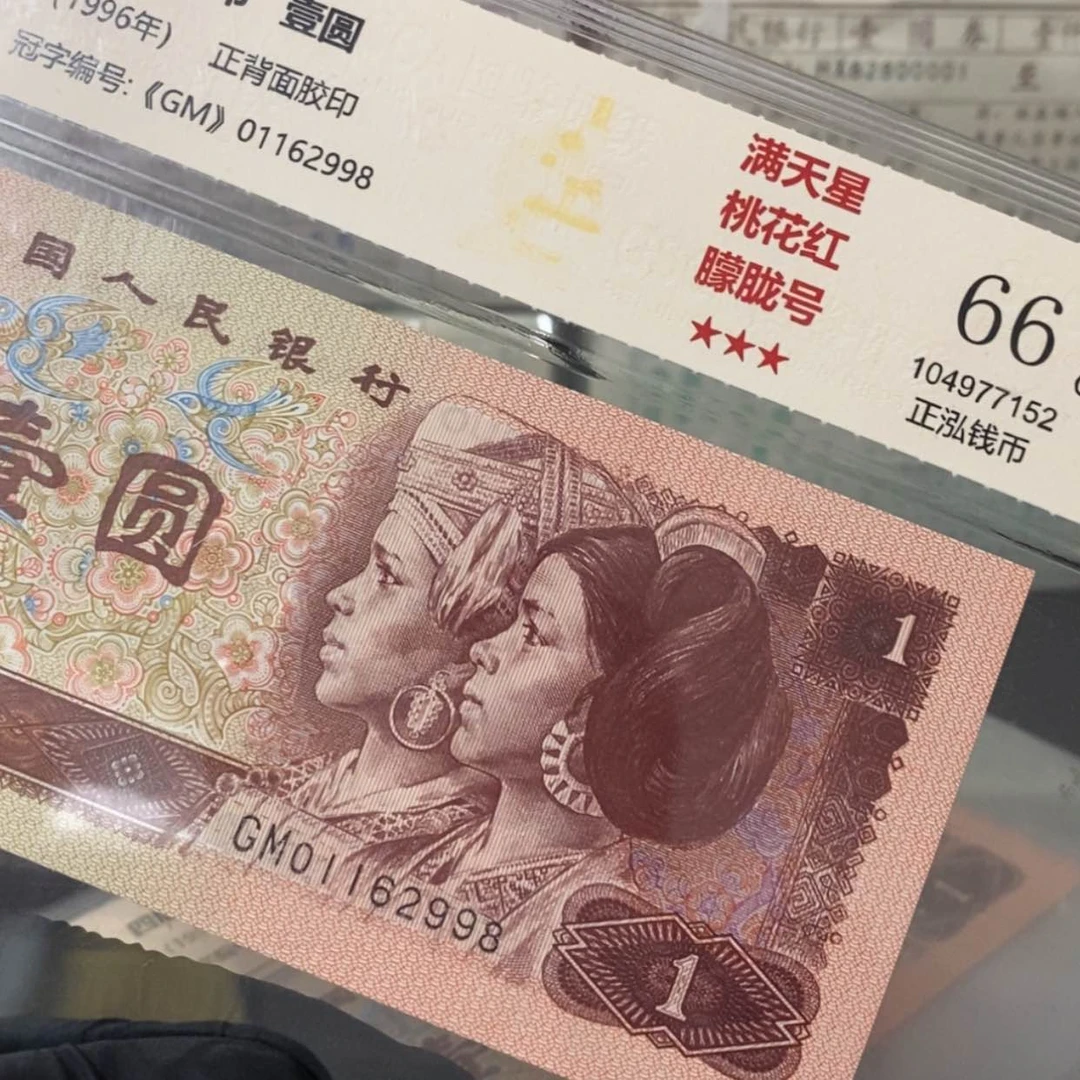 壹圆
(1996年) 正背面胶印
冠字编号:《GM》01162998
满天星
桃花红
朦胧号
★★★
66
104977152
正泓钱币
国人民银行
壹圆
1
GM01162998
1